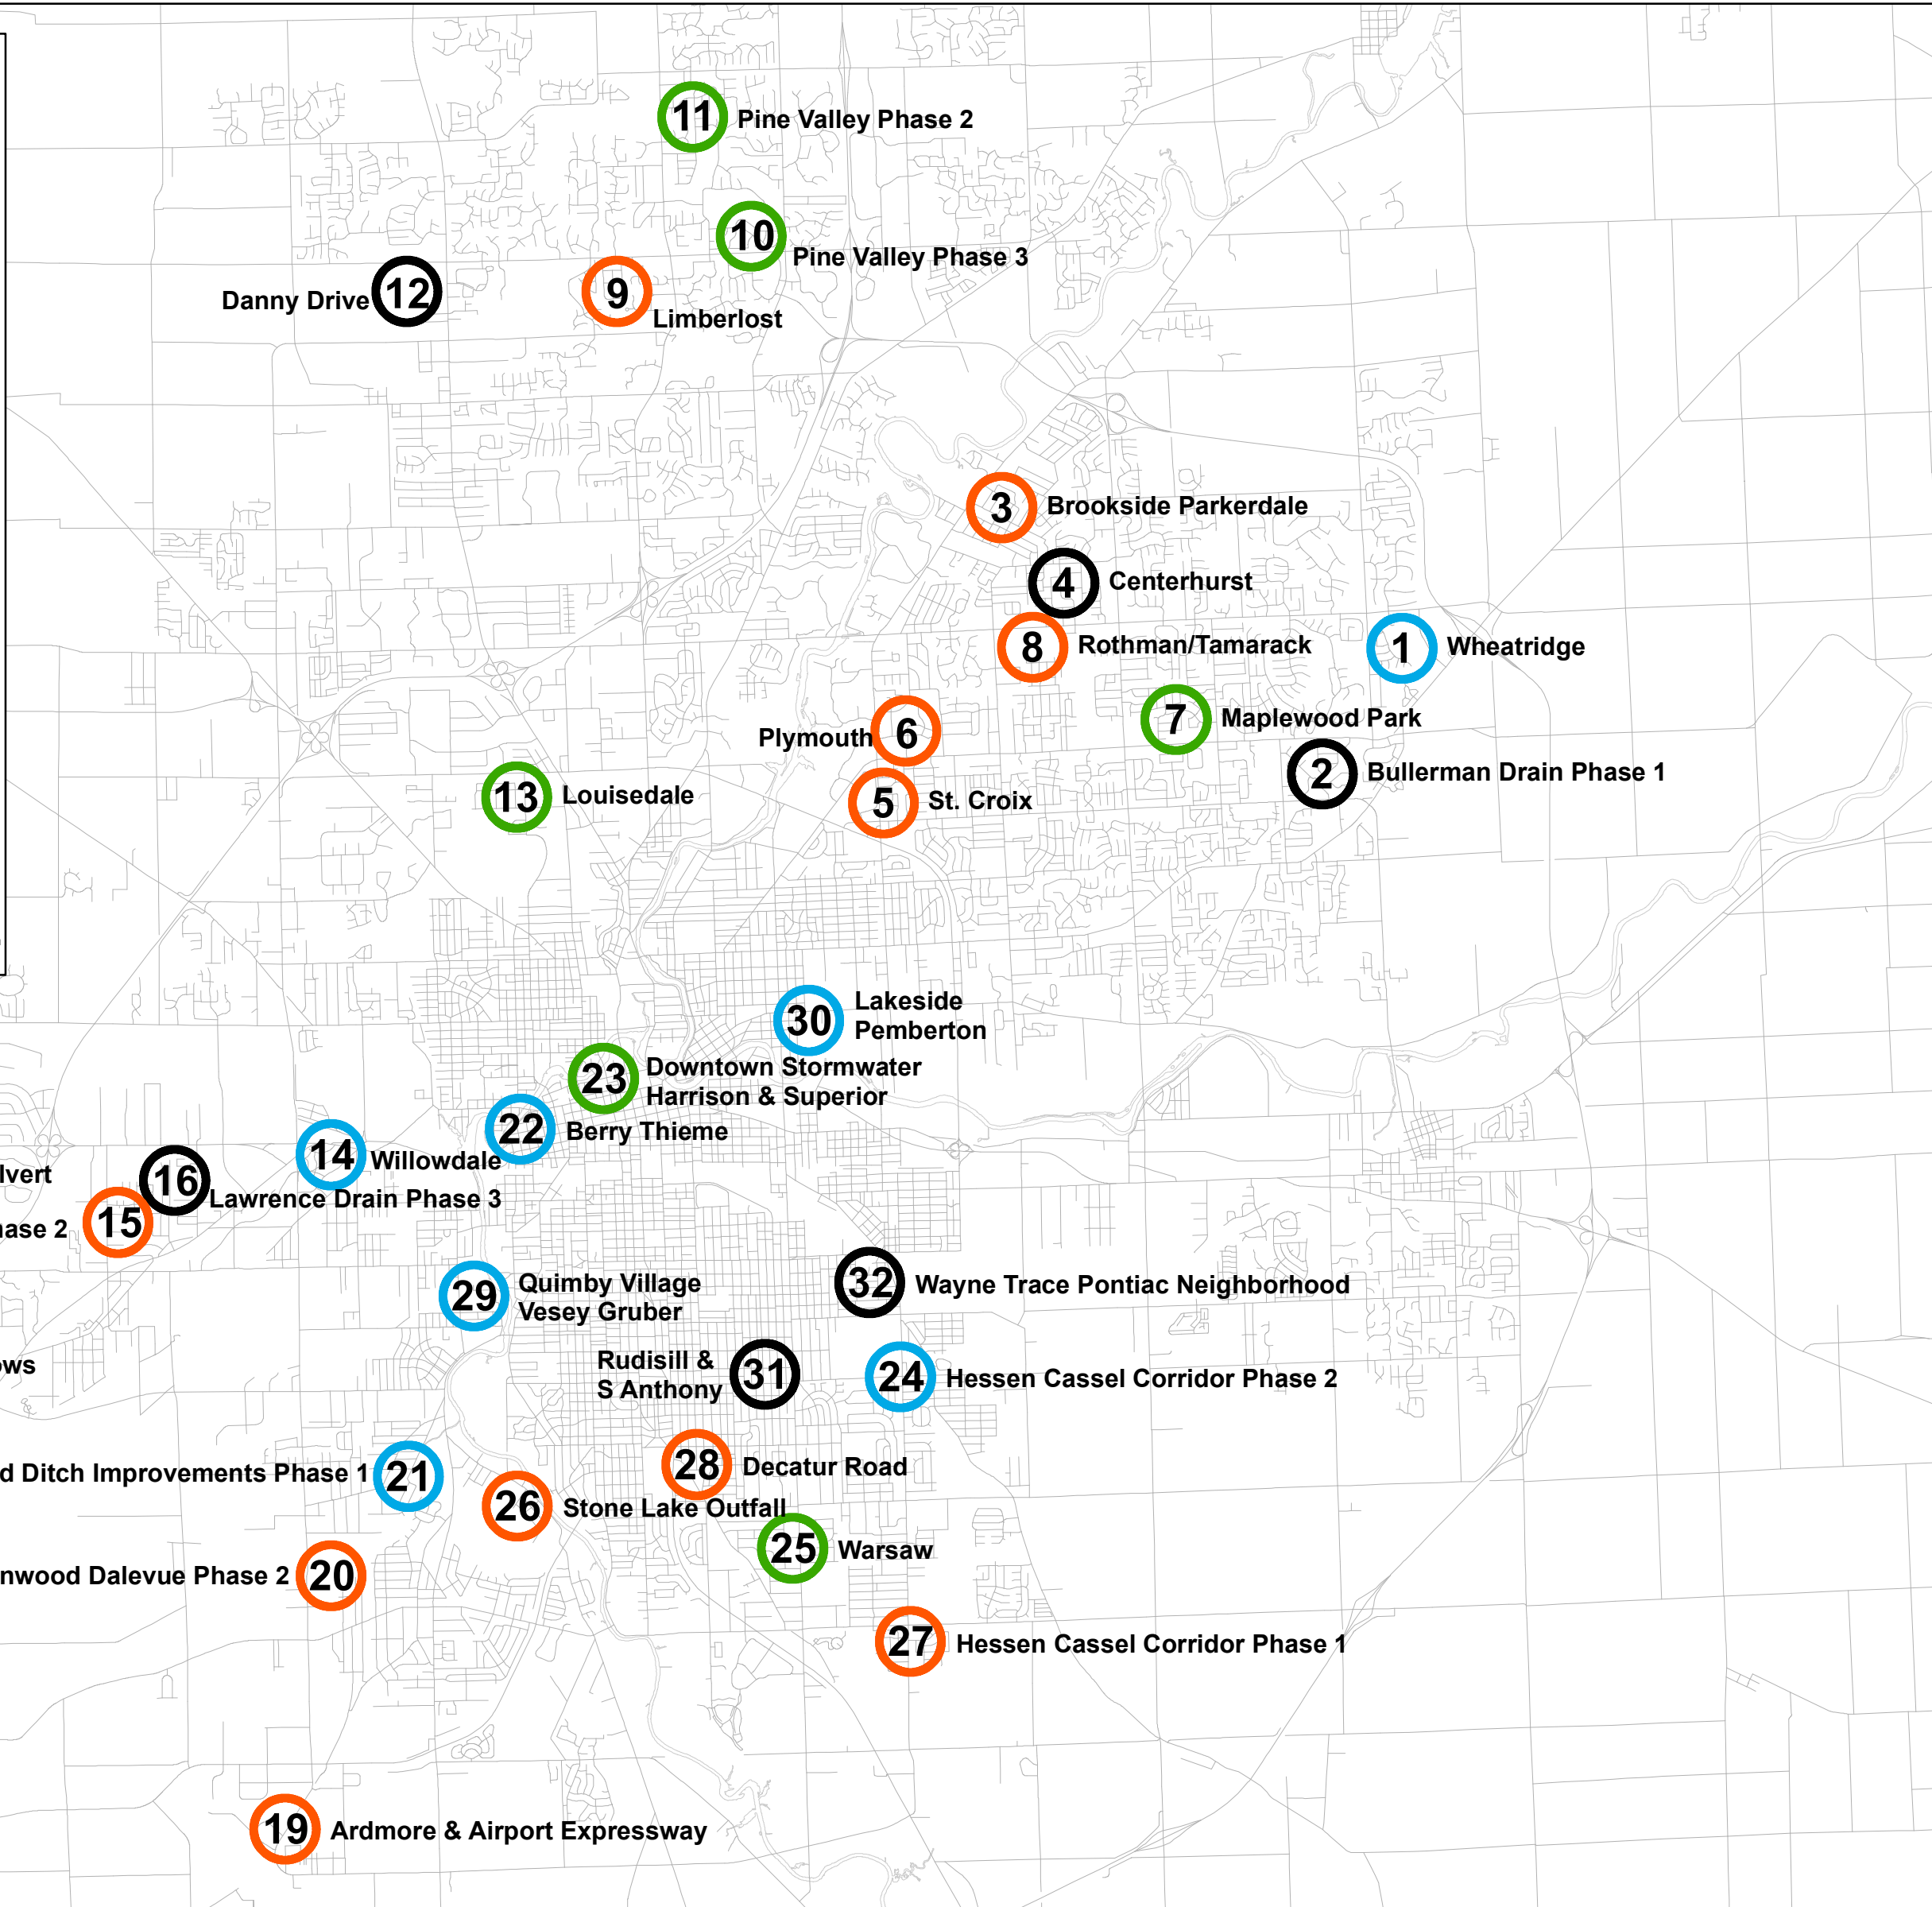 11 Pine Valley Phase 2
10
Pine Valley Phase 3
Danny Drive 12
9
Limberlost
3 Brookside Parkerdale
4 Centerhurst
8 Rothman/Tamarack
1 Wheatridge
7 Maplewood Park
Plymouth 6
2 Bullerman Drain Phase 1
13 Louisedale
5 St. Croix
30 Lakeside
Pemberton
23 Downtown Stormwater
Harrison & Superior
22 Berry Thieme
14 Willowdale
lvert
16 Lawrence Drain Phase 3
hase 2 15
29 Quimby Village
Vesey Gruber
32 Wayne Trace Pontiac Neighborhood
ows
Rudisill &
S Anthony 31
24 Hessen Cassel Corridor Phase 2
28 Decatur Road
d Ditch Improvements Phase 1 21
26 Stone Lake Outfall
25 Warsaw
nwood Dalevue Phase 2 20
27 Hessen Cassel Corridor Phase 1
19 Ardmore & Airport Expressway